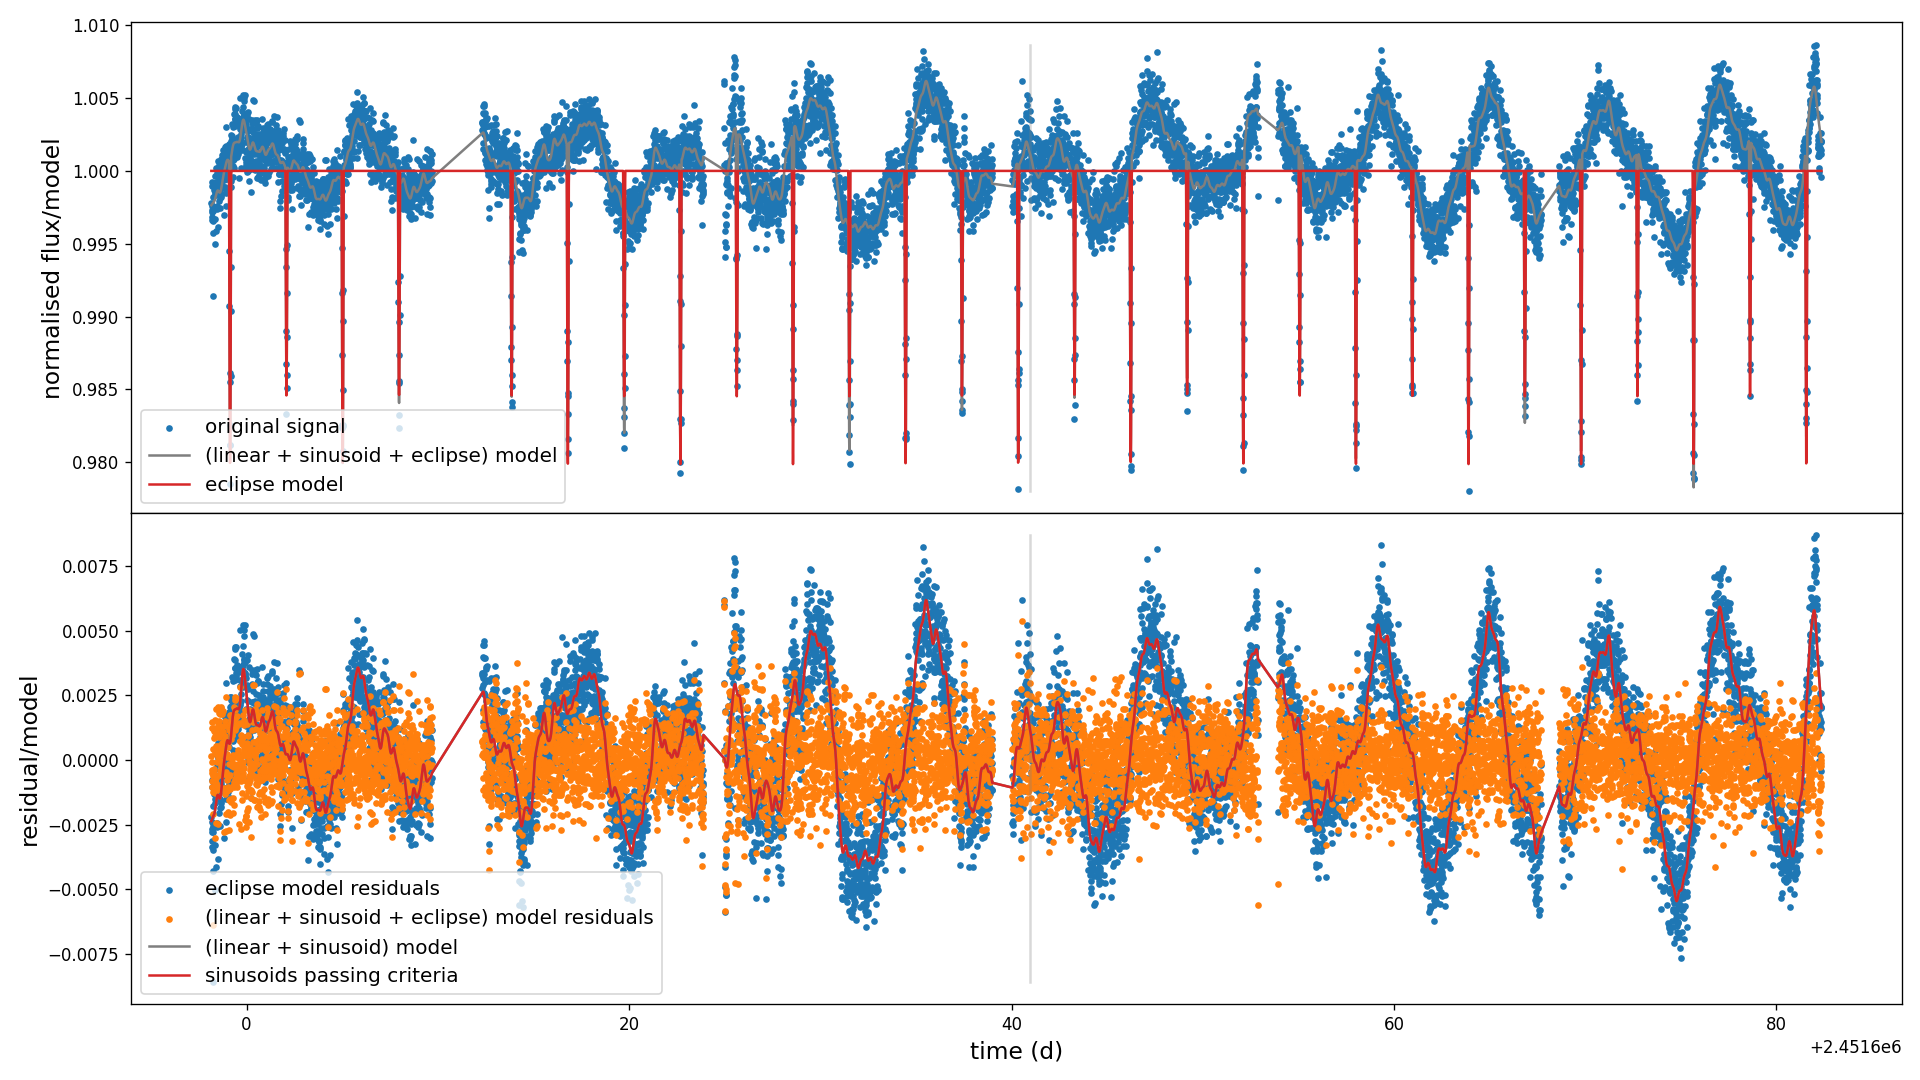 normalised flux/model
1.010
1.005
1.000
0.995
0.990
0.985
0.980
original signal
(linear + sinusoid + eclipse) model
eclipse model
residual/model
0.0075
0.0050
0.0025
0.0000
−0.0025
−0.0050
−0.0075
eclipse model residuals
(linear + sinusoid + eclipse) model residuals
(linear + sinusoid) model
sinusoids passing criteria
0 20 40 60 80
time (d)
+2.4516e6